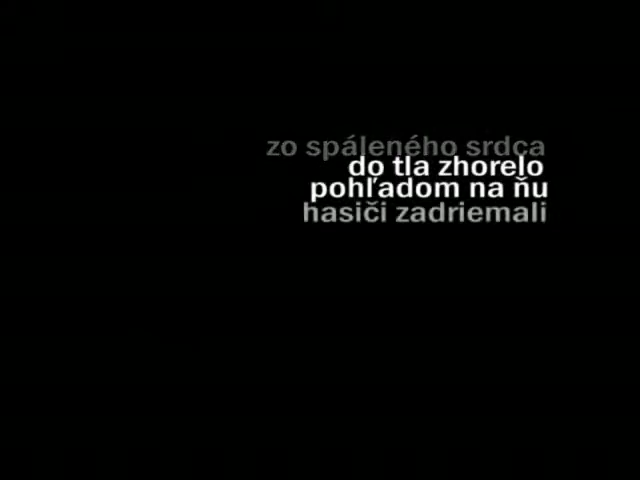 zo spáleného srdca
do tla zhorelo
pohľadom na ňu
hasiči zadriemali